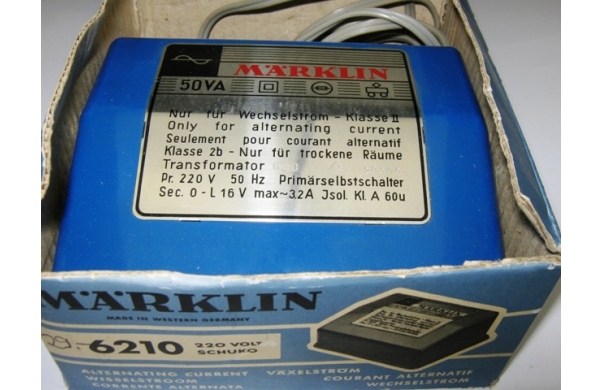 MÄRKLIN
50VA
Nur für Wechselstrom - Klasse II
Only for alternating current
Seulement pour courant alternatif
Klasse 2b - Nur für trockene Räume
Transformator
Pr. 220 V 50 Hz Primärselbstschalter
Sec. 0 - L 16 V max~3.2A Jsol. Kl. A 60u
MÄRKLIN
MADE IN WESTERN GERMANY
6210 220 VOLT
SCHUKO
ALTERNATING CURRENT VÄXELSTRÖM
WISSELSTROOM COURANT ALTERNATIF
CORRENTE ALTERNATA WECHSELSTROM